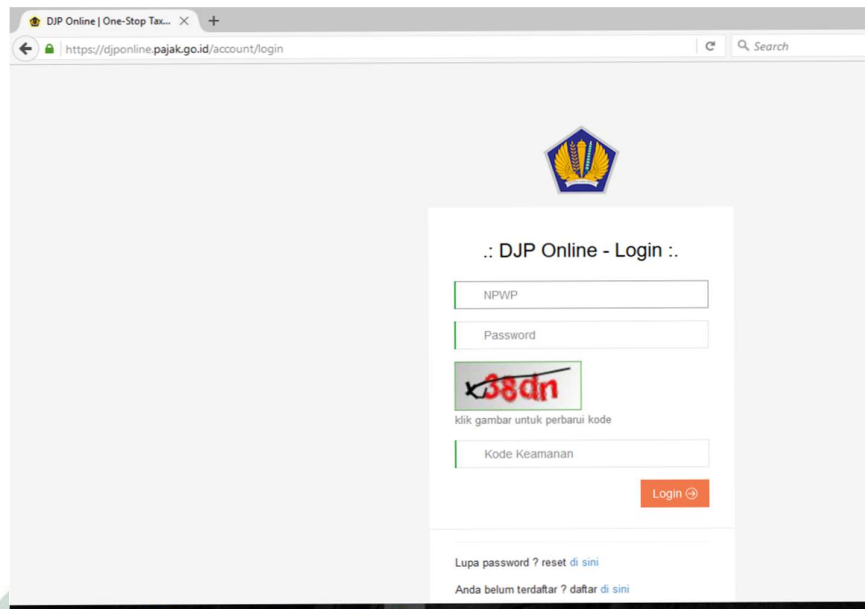 DJP Online | One-Stop Tax...
https://djponline.pajak.go.id/account/login
Search
.: DJP Online - Login :.
NPWP
Password
klik gambar untuk perbarui kode
Kode Keamanan
Login
Lupa password ? reset di sini
Anda belum terdaftar ? daftar di sini